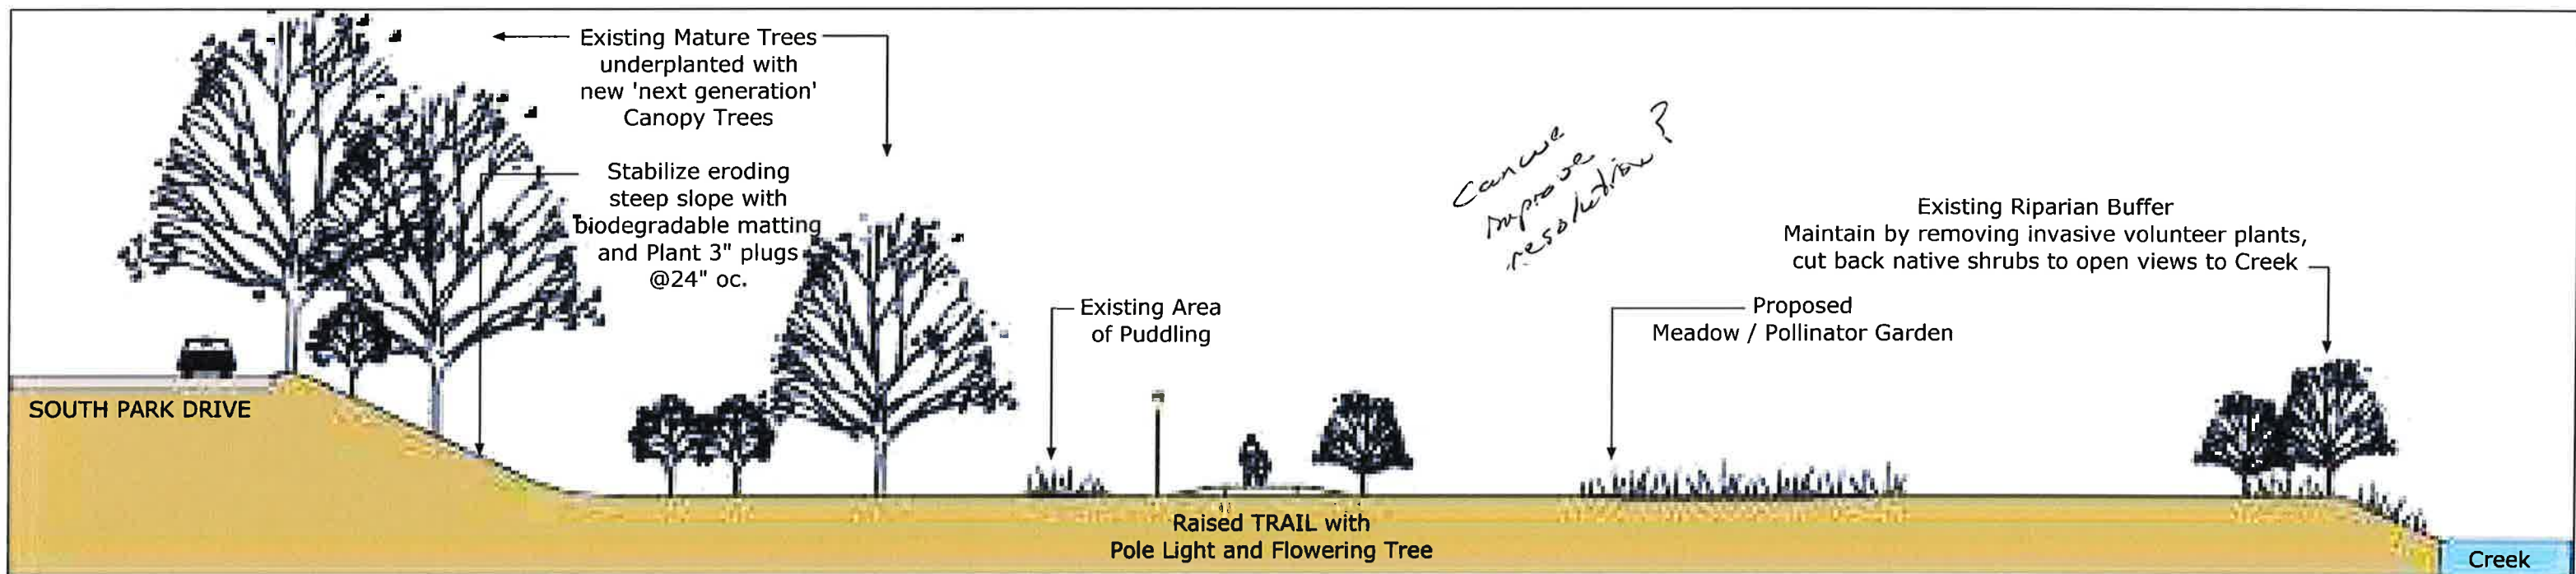 Existing Mature Trees
underplanted with
new 'next generation'
Canopy Trees
Stabilize eroding
steep slope with
biodegradable matting
and Plant 3" plugs
@24" oc.
Can we
improve
resolution?
Existing Riparian Buffer
Maintain by removing invasive volunteer plants,
cut back native shrubs to open views to Creek
Existing Area
of Puddling
Proposed
Meadow / Pollinator Garden
SOUTH PARK DRIVE
Raised TRAIL with
Pole Light and Flowering Tree
Creek